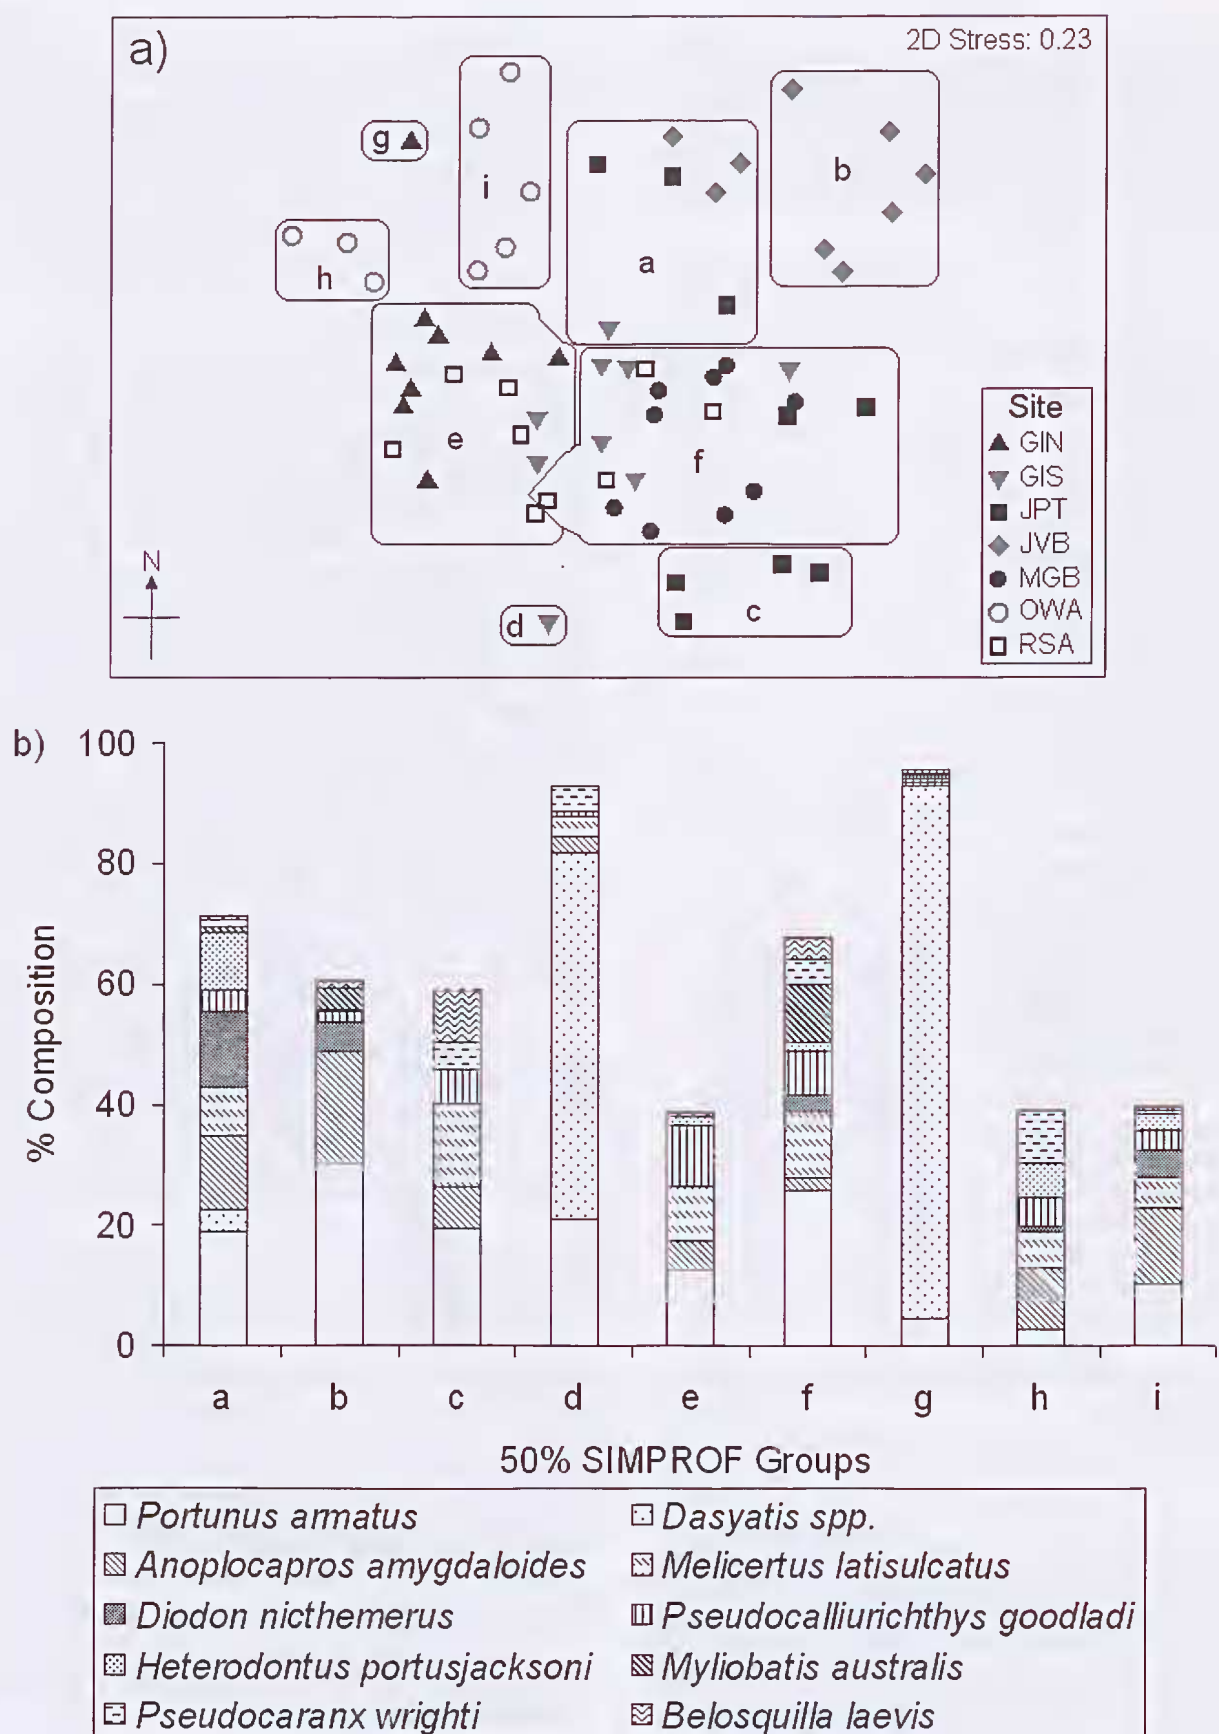 a)
2D Stress: 0.23
g
i
b
a
h
e
f
Site
GIN
GIS
JPT
JVB
MGB
OWA
RSA
N
d
c
b)
100
80
60
40
20
0
% Composition
a b c d e f g h i
50% SIMPROF Groups
Portunus armatus Dasyatis spp.
Anoplocapros amygdaloides Melicertus latisulcatus
Diodon nicthemerus Pseudocalliurichthys goodladi
Heterodontus portusjacksoni Myliobatis australis
Pseudocaranx wrighti Belosquilla laevis